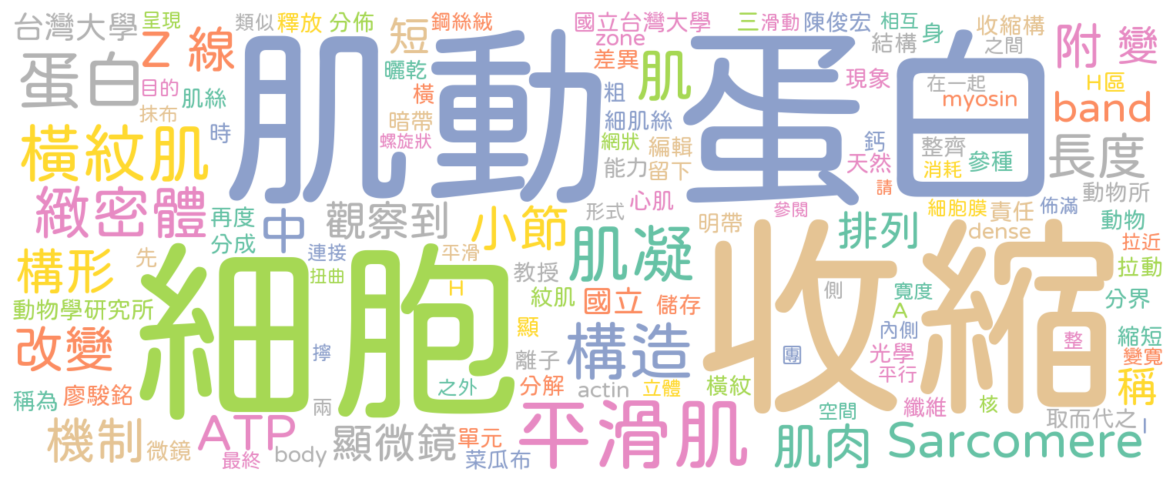 台灣大學 呈現 類似 釋放 分佈 短 鋼絲絨 國立台灣大學 三 滑動 陳俊宏 相互 身 收縮構 附 變
Z 線 zone 差異 結構 之間
蛋白 目的 肌絲 肌動蛋白 曬乾 橫 粗 肌 現象 在一起 H區
抹布 myosin band
橫紋肌 時 暗帶 螺旋狀 細肌絲 網狀 編輯 鈣 整齊 參種 長度
能力 留下 天然 消耗 動物所
緻密體 再度 中 觀察到 小節 形式 心肌 參閱 請 細胞膜 責任 佈滿 動物
分成 明帶 排列 dense 拉近
構形 先 連接 細胞 平滑 教授 肌凝 收縮 拉動
扭曲 側
動物學研究所 H 紋肌 國立 儲存 寬度 分界
改變 顯 A 內側 縮短
擰 離子 構造 團 光學 整 變寬
稱為 廖駿銘 兩 之外 分解 actin 立體 橫紋 平行 稱
機制 ATP 平滑肌 空間 纖維 核 取而代之 I
微鏡 最終 body 顯微鏡 單元 菜瓜布 肌肉 Sarcomere